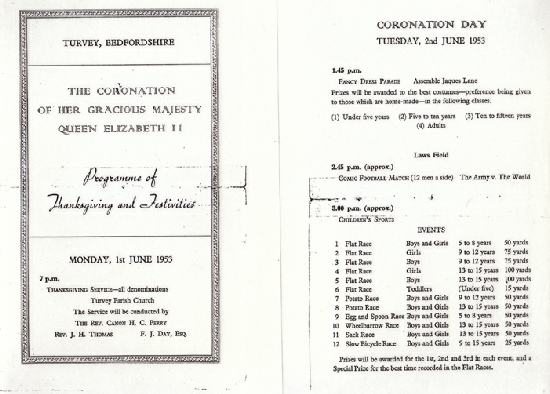 TURVEY, BEDFORDSHIRE
THE CORONATION
OF HER GRACIOUS MAJESTY
QUEEN ELIZABETH II
Programme of
Thanksgiving and Festivities
MONDAY, 1st JUNE 1953
7 p.m.
THANKSGIVING SERVICE—all denominations
Turvey Parish Church
The Service will be conducted by
THE REV. CANON H. C. PERRY
REV. J. H. THOMAS F. J. DAY, ESQ
CORONATION DAY
TUESDAY, 2nd JUNE 1953
1.45 p.m.
FANCY DRESS PARADE Assemble Jaques Lane
Prizes will be awarded to the best costumes—preference being given
to those which are home-made—in the following classes.
(1) Under five years (2) Five to ten years (3) Ten to fifteen years
(4) Adults
Laws Field
2.45 p.m. (approx.)
COMIC FOOTBALL MATCH (12 men a side) The Army v. The World
3.00 p.m. (approx.)
CHILDREN'S SPORTS
EVENTS
1 Flat Race Boys and Girls 5 to 8 years 50 yards
2 Flat Race Girls 9 to 12 years 75 yards
3 Flat Race Boys 9 to 12 years 75 yards
4 Flat Race Girls 13 to 15 years 100 yards
5 Flat Race Boys 13 to 15 years 100 yards
6 Flat Race Toddlers (Under five) 15 yards
7 Potato Race Boys and Girls 9 to 12 years 50 yards
8 Potato Race Boys and Girls 13 to 15 years 50 yards
9 Egg and Spoon Race Boys and Girls 5 to 8 years 50 yards
10 Wheelbarrow Race Boys and Girls 13 to 15 years 50 yards
11 Sack Race Boys and Girls 13 to 15 years 50 yards
12 Slow Bicycle Race Boys and Girls 5 to 15 years 25 yards
Prizes will be awarded for the 1st, 2nd and 3rd in each event, and a
Special Prize for the best time recorded in the Flat Races.